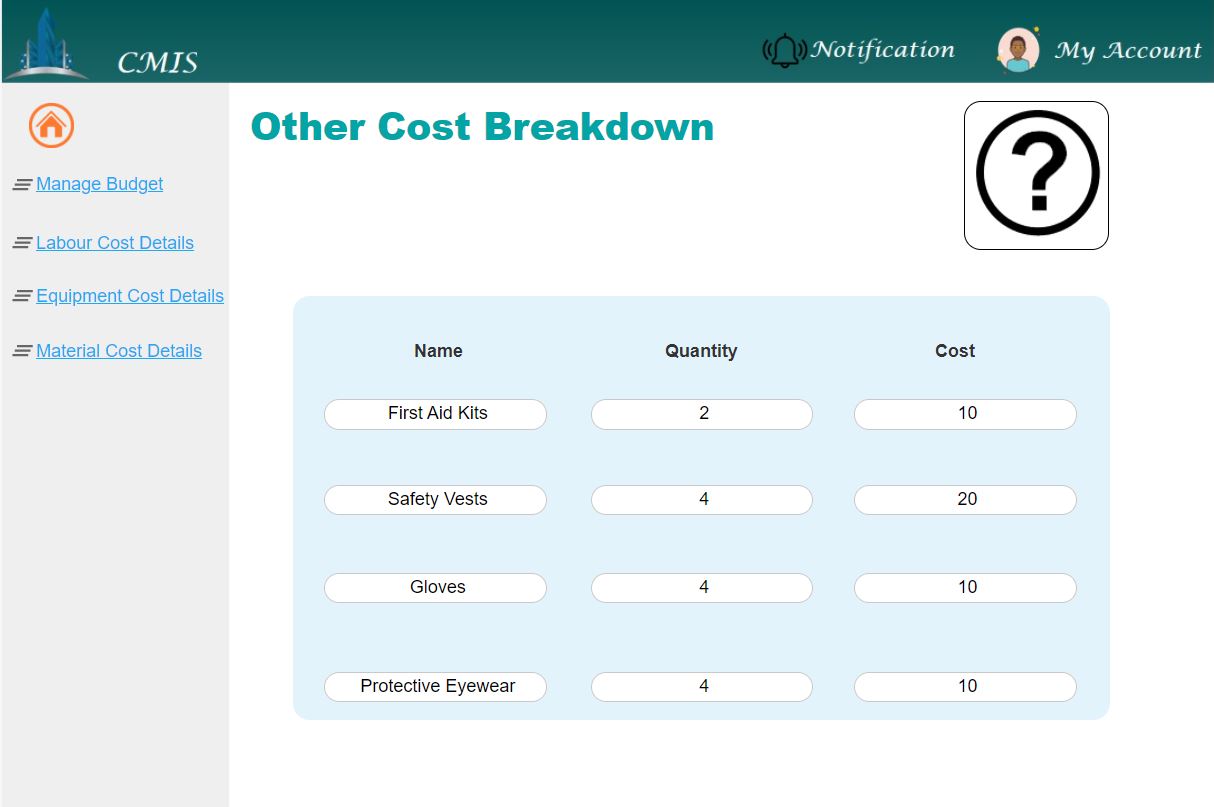 CMIS
Notification
My Account
Other Cost Breakdown
?
Manage Budget
Labour Cost Details
Equipment Cost Details
Material Cost Details
Name Quantity Cost
First Aid Kits 2 10
Safety Vests 4 20
Gloves 4 10
Protective Eyewear 4 10